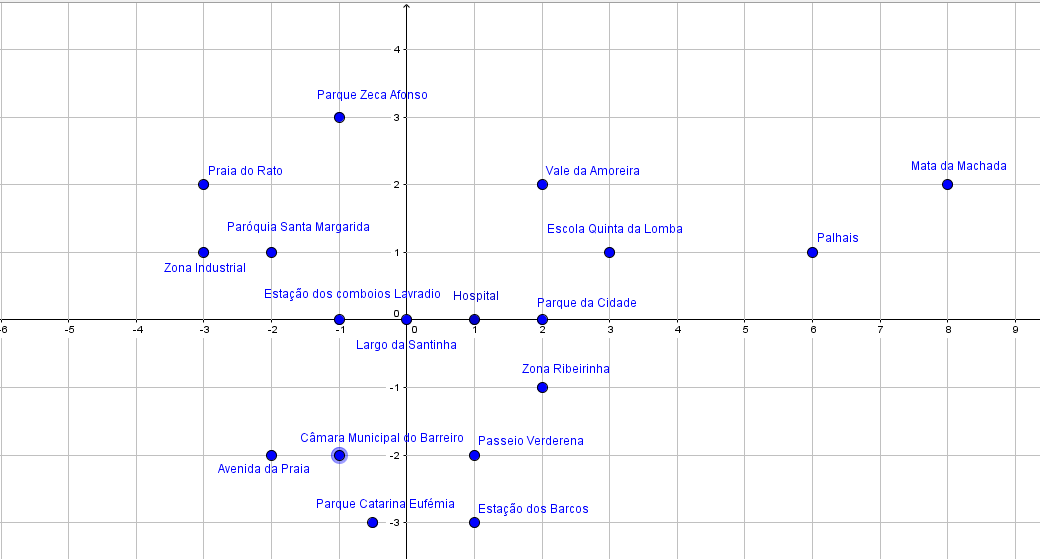 4
Parque Zeca Afonso
3
Praia do Rato
Vale da Amoreira
Mata da Machada
2
Paróquia Santa Margarida
Escola Quinta da Lomba
Palhais
1
Zona Industrial
Estação dos comboios Lavradio
Hospital
Parque da Cidade
0
-6 -5 -4 -3 -2 -1 0 1 2 3 4 5 6 7 8 9
Largo da Santinha
Zona Ribeirinha
-1
Câmara Municipal do Barreiro
Passeio Verderena
-2
Avenida da Praia
Parque Catarina Eufémia
Estação dos Barcos
-3